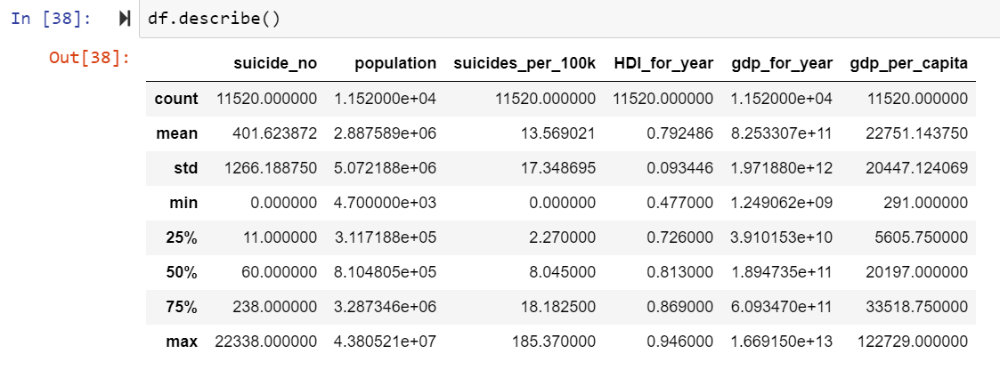 In [38]: df.describe()
Out[38]:
suicide_no population suicides_per_100k HDI_for_year gdp_for_year gdp_per_capita
count 11520.000000 1.152000e+04 11520.000000 11520.000000 1.152000e+04 11520.000000
mean 401.623872 2.887589e+06 13.569021 0.792486 8.253307e+11 22751.143750
std 1266.188750 5.072188e+06 17.348695 0.093446 1.971880e+12 20447.124069
min 0.000000 4.700000e+03 0.000000 0.477000 1.249062e+09 291.000000
25% 11.000000 3.117188e+05 2.270000 0.726000 3.910153e+10 5605.750000
50% 60.000000 8.104805e+05 8.045000 0.813000 1.894735e+11 20197.000000
75% 238.000000 3.287346e+06 18.182500 0.869000 6.093470e+11 33518.750000
max 22338.000000 4.380521e+07 185.370000 0.946000 1.669150e+13 122729.000000